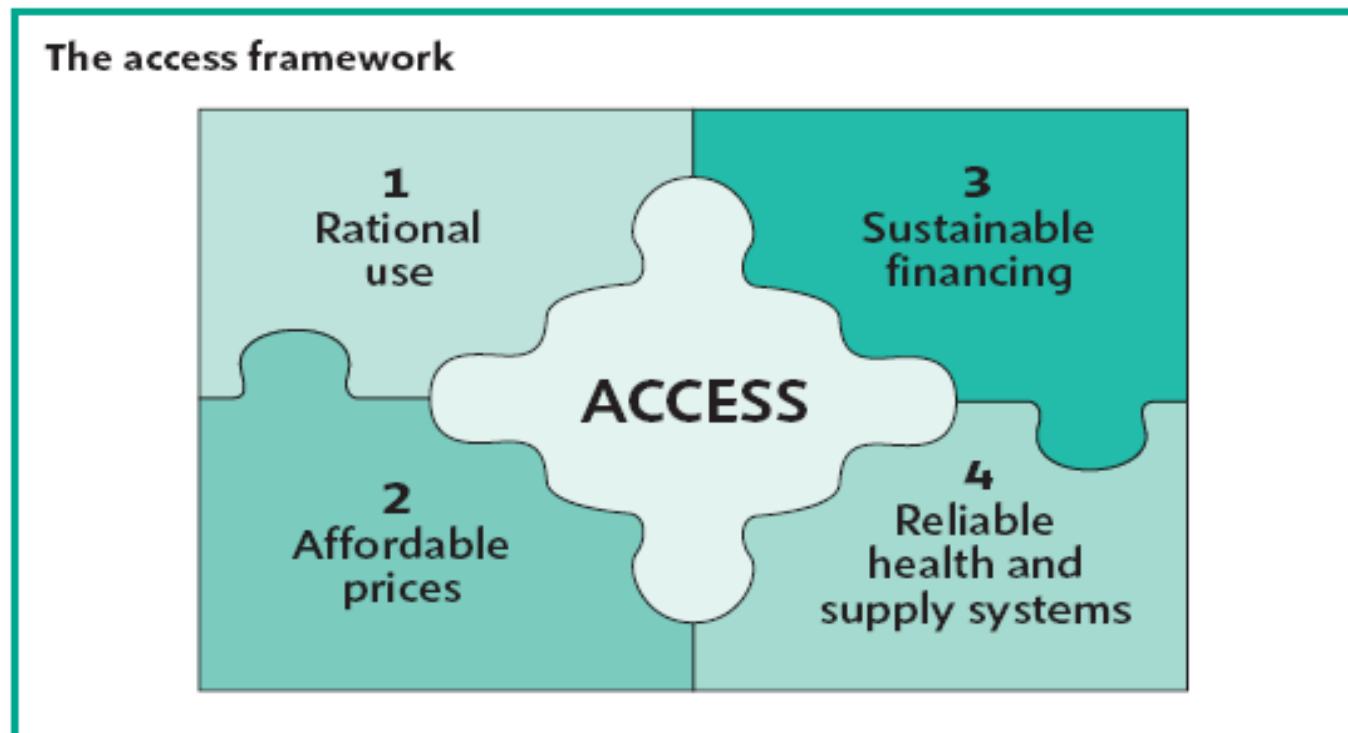 The access framework
1
Rational
use
3
Sustainable
financing
ACCESS
2
Affordable
prices
4
Reliable
health and
supply systems